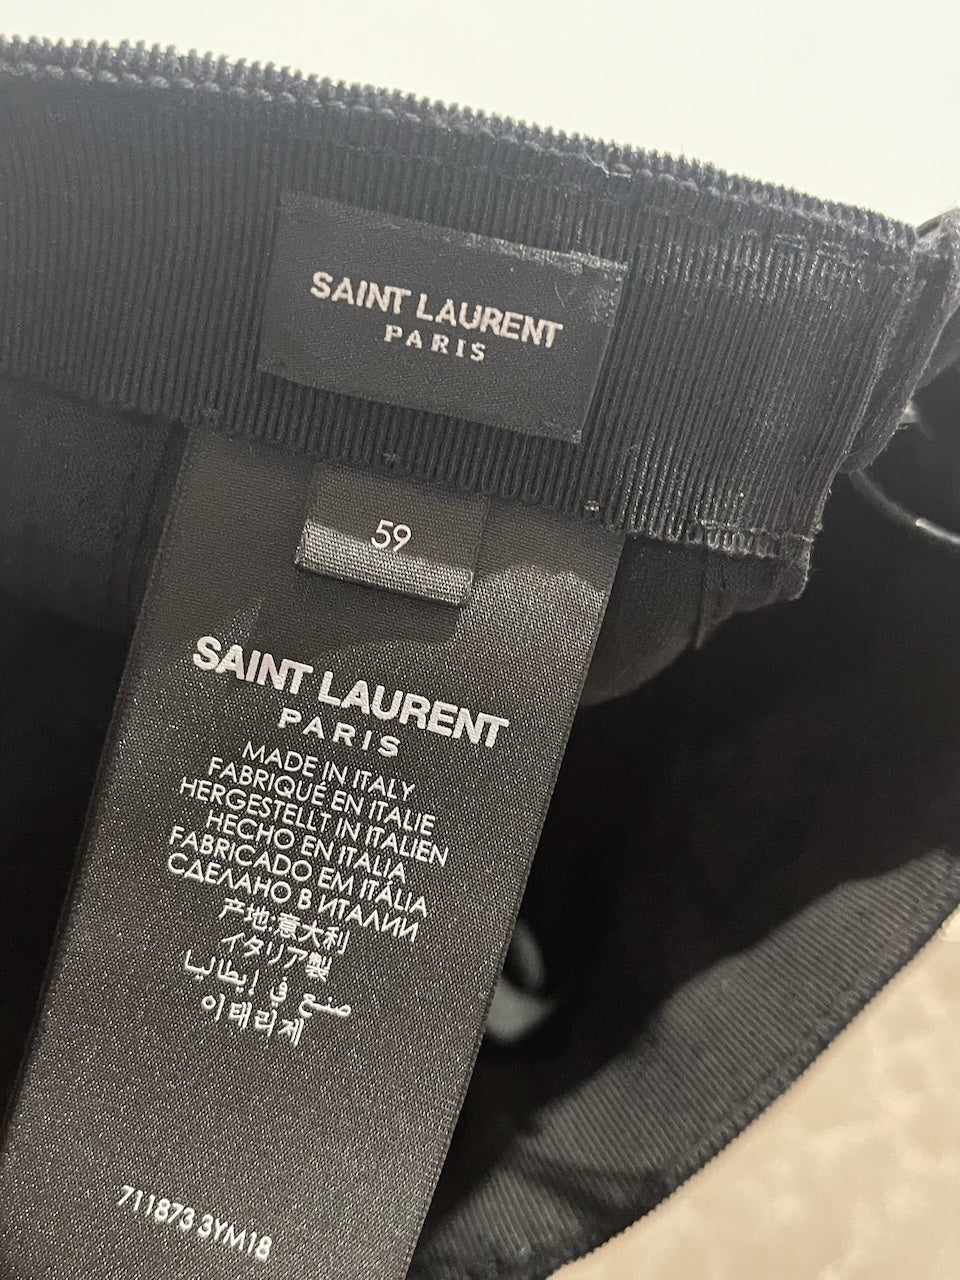 SAINT LAURENT
PARIS
59
SAINT LAURENT
PARIS
MADE IN ITALY
FABRIQUÉ EN ITALIE
HERGESTELLT IN ITALIEN
HECHO EN ITALIA
FABRICADO EM ITÁLIA
СДЕЛАНО В ИТАЛИИ
产地:意大利
イタリア製
صنع في إيطاليا
이태리제
711873 3YM18